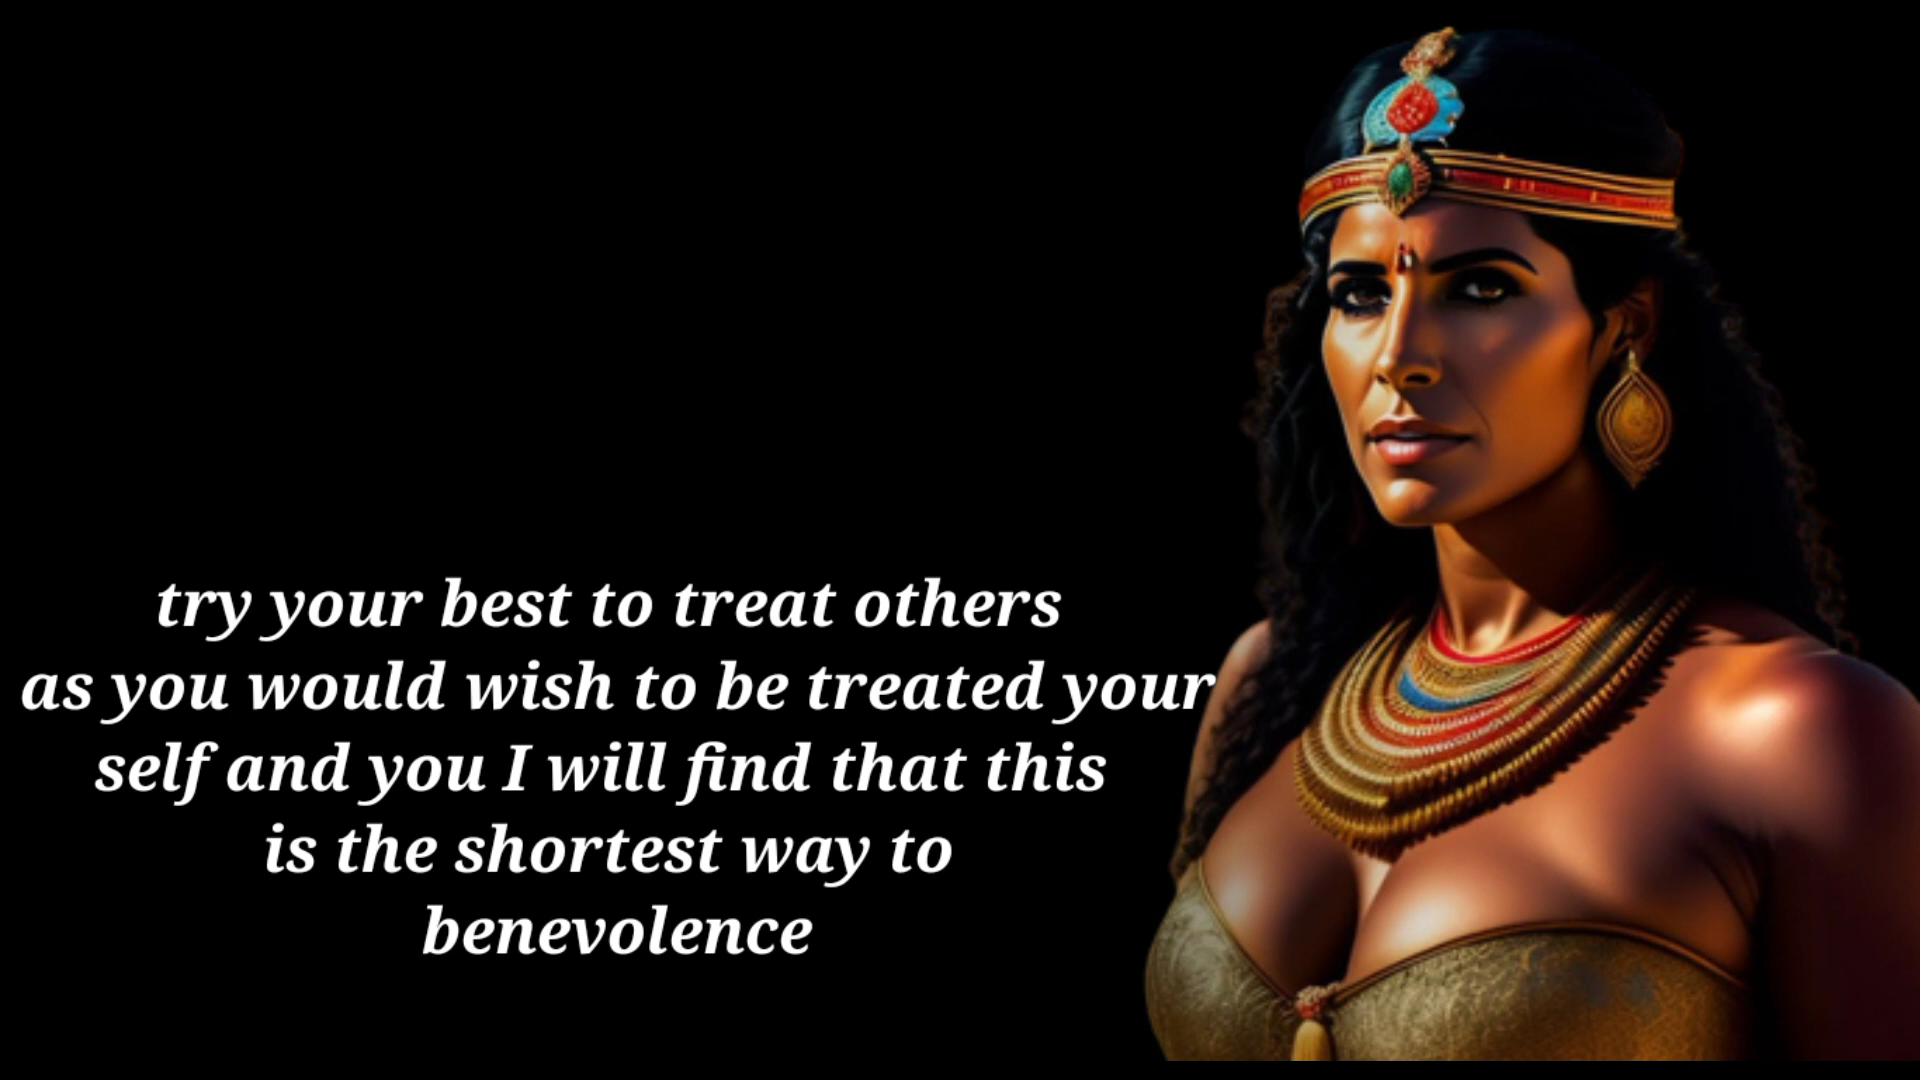 try your best to treat others
as you would wish to be treated your
self and you I will find that this
is the shortest way to
benevolence